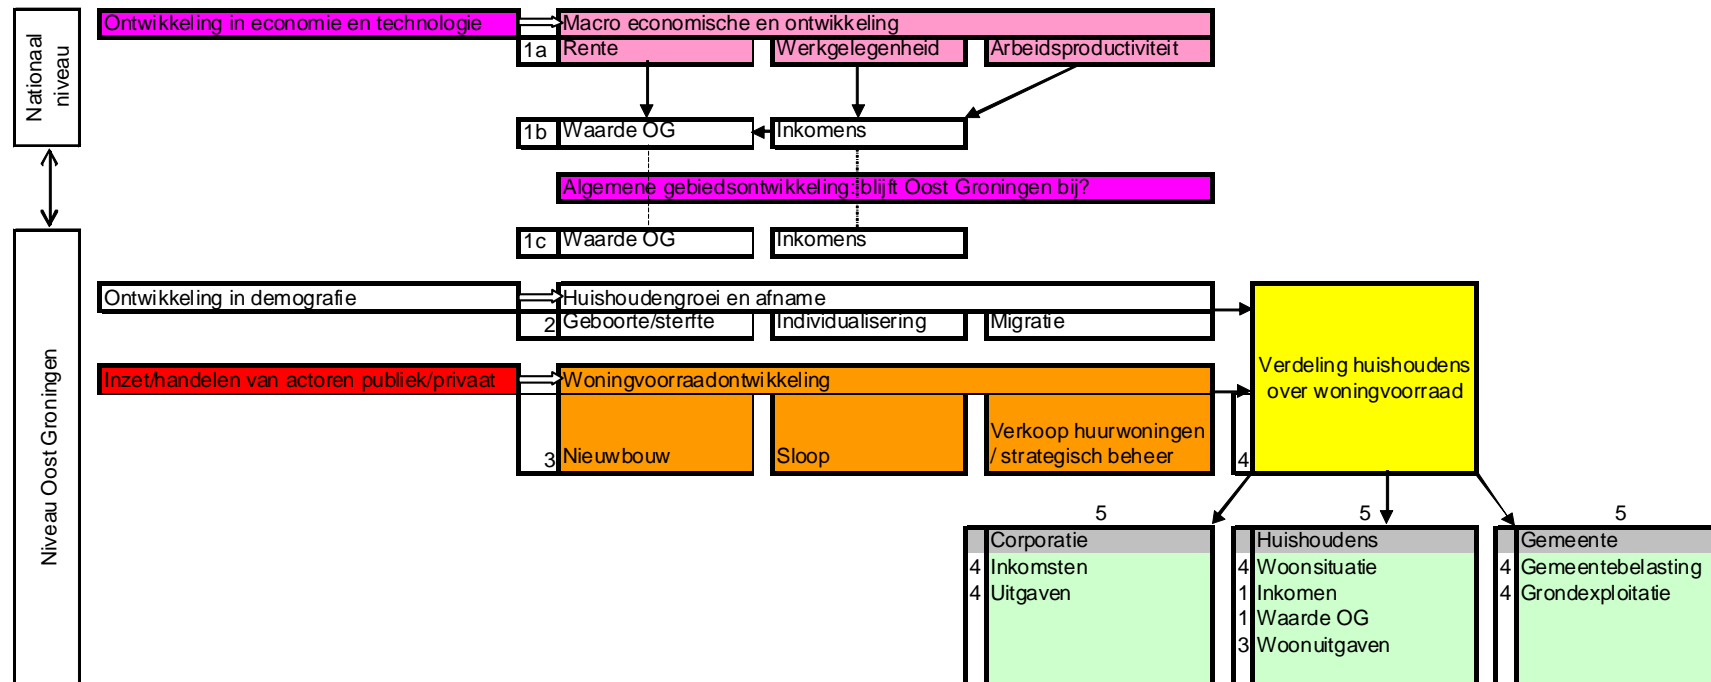 Nationaal
niveau
Ontwikkeling in economie en technologie
Macro economische en ontwikkeling
1a Rente Werkgelegenheid Arbeidsproductiviteit
1b Waarde OG Inkomens
Algemene gebiedsontwikkeling: blijft Oost Groningen bij?
1c Waarde OG Inkomens
Niveau Oost Groningen
Ontwikkeling in demografie
Huishoudengroei en afname
2 Geboorte/sterfte Individualisering Migratie
Inzet/handelen van actoren publiek/privaat
Woningvoorraadontwikkeling
3 Nieuwbouw Sloop Verkoop huurwoningen
/ strategisch beheer
Verdeling huishoudens
over woningvoorraad
4
5 5 5
Corporatie
4 Inkomsten
4 Uitgaven
Huishoudens
4 Woonsituatie
1 Inkomen
1 Waarde OG
3 Woonuitgaven
Gemeente
4 Gemeentebelasting
4 Grondexploitatie